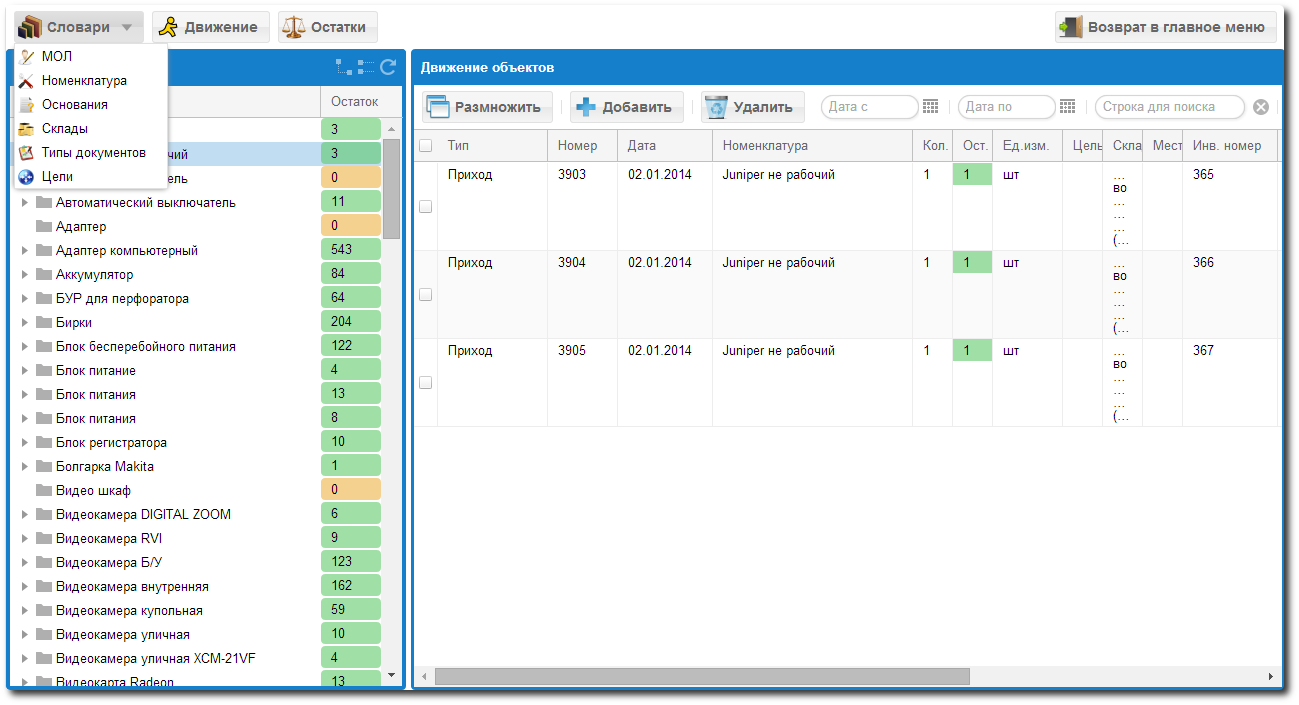 Словари Движение Остатки Возврат в главное меню
МОЛ
Номенклатура
Основания
Склады
Типы документов
Цели
Остаток
3
чий 3
ель 0
Автоматический выключатель 11
Адаптер 0
Адаптер компьютерный 543
Аккумулятор 84
БУР для перфоратора 64
Бирки 204
Блок бесперебойного питания 122
Блок питание 4
Блок питания 13
Блок питания 8
Блок регистратора 10
Болгарка Makita 1
Видео шкаф 0
Видеокамера DIGITAL ZOOM 6
Видеокамера RVI 9
Видеокамера Б/У 123
Видеокамера внутренняя 162
Видеокамера купольная 59
Видеокамера уличная 10
Видеокамера уличная XCM-21VF 4
Видеокарта Radeon 13
Движение объектов
Размножить Добавить Удалить Дата с Дата по Строка для поиска
Тип Номер Дата Номенклатура Кол. Ост. Ед.изм. Цель Скла Мест Инв. номер
Приход 3903 02.01.2014 Juniper не рабочий 1 1 шт ... 365
во
...
...
...
(...
Приход 3904 02.01.2014 Juniper не рабочий 1 1 шт ... 366
во
...
...
...
(...
Приход 3905 02.01.2014 Juniper не рабочий 1 1 шт ... 367
во
...
...
...
(...